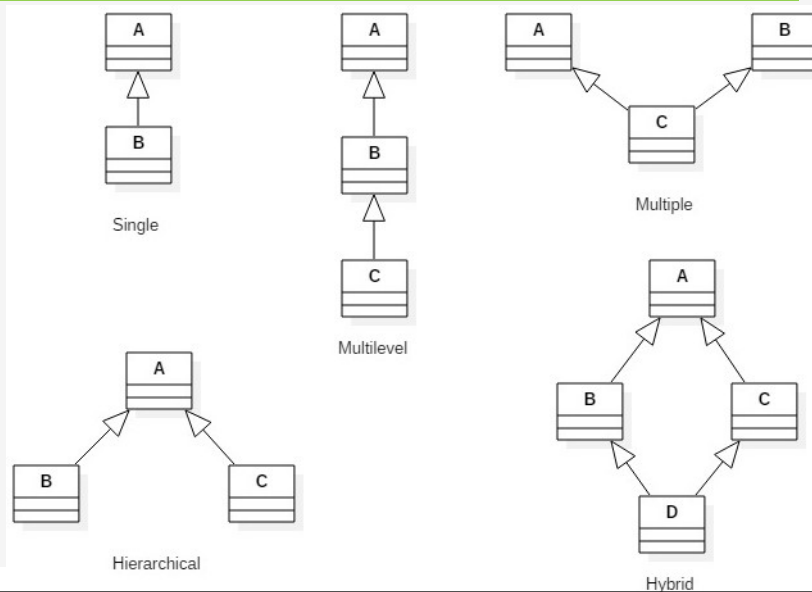 A
B
Single
A
B
C
Multilevel
A
B
C
Multiple
A
B
C
Hierarchical
A
B
C
D
Hybrid